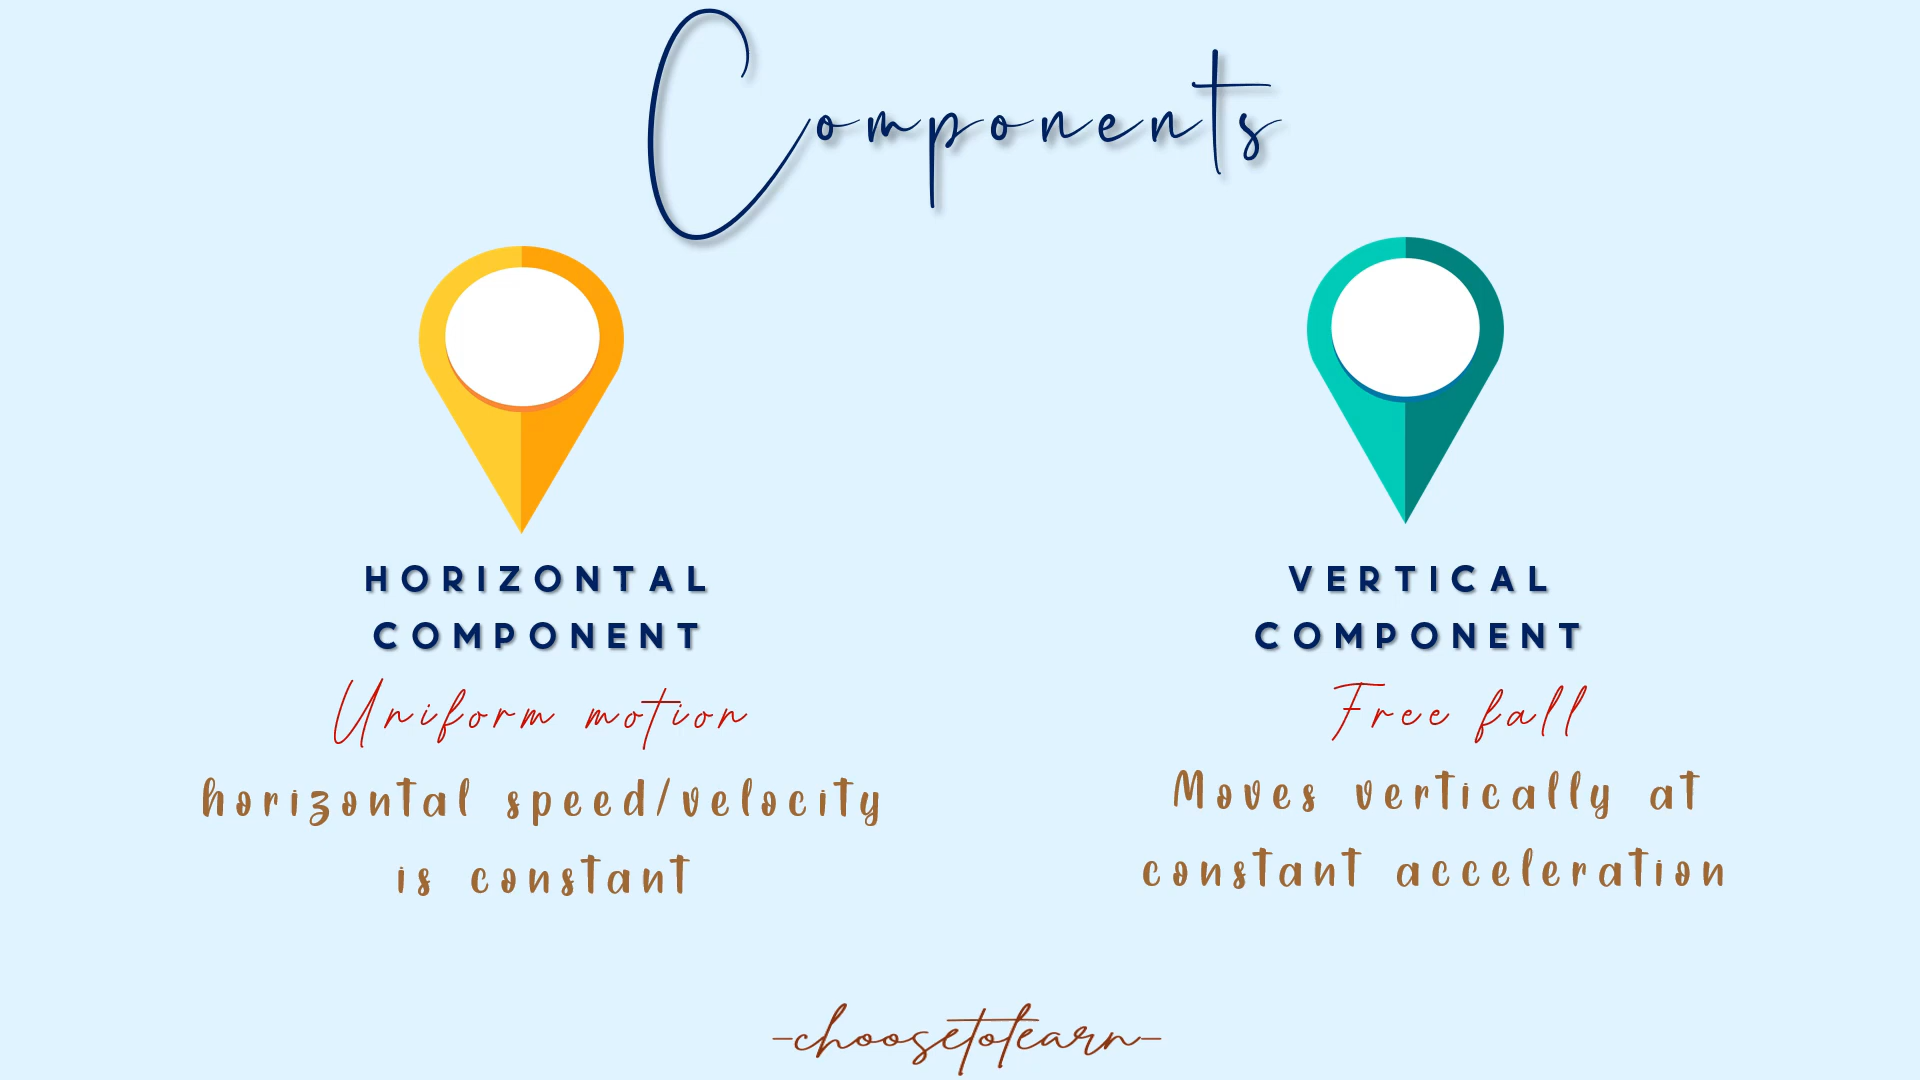 Components
HORIZONTAL
COMPONENT
Uniform motion
horizontal speed/velocity
is constant
VERTICAL
COMPONENT
Free fall
Moves vertically at
constant acceleration
-choosetolearn-